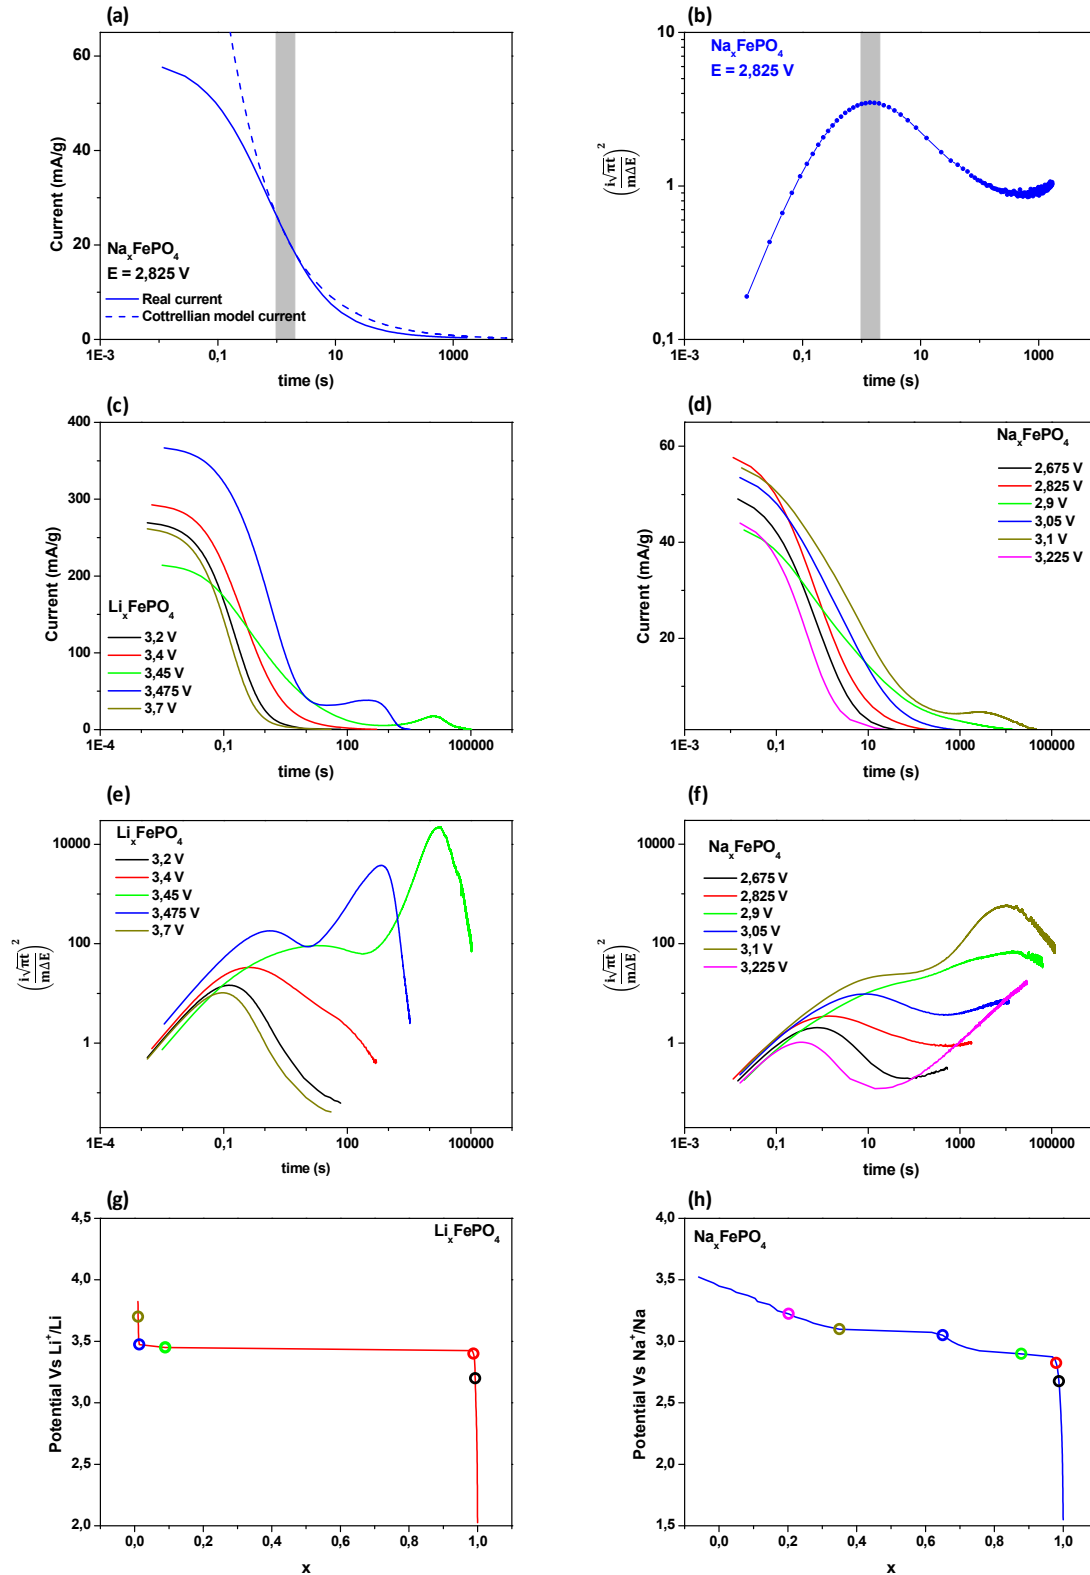 (a)
60
40
20
0
1E-3
0,1
10
1000
Current (mA/g)
time (s)
NaxFePO4
E = 2,825 V
Real current
Cottrellian model current
(b)
10
1
0,1
1E-3
0,1
10
1000
(i√πt/mΔE)²
time (s)
NaxFePO4
E = 2,825 V
(c)
400
300
200
100
0
1E-4
0,1
100
100000
Current (mA/g)
time (s)
LixFePO4
3,2 V
3,4 V
3,45 V
3,475 V
3,7 V
(d)
60
40
20
1E-3
0,1
10
1000
100000
Current (mA/g)
time (s)
NaxFePO4
2,675 V
2,825 V
2,9 V
3,05 V
3,1 V
3,225 V
(e)
10000
100
1
1E-4
0,1
100
100000
(i√πt/mΔE)²
time (s)
LixFePO4
3,2 V
3,4 V
3,45 V
3,475 V
3,7 V
(f)
10000
100
1
1E-3
0,1
10
1000
100000
(i√πt/mΔE)²
time (s)
NaxFePO4
2,675 V
2,825 V
2,9 V
3,05 V
3,1 V
3,225 V
(g)
4,5
4,0
3,5
3,0
2,5
2,0
0,0
0,2
0,4
0,6
0,8
1,0
Potential Vs Li⁺/Li
x
LixFePO4
(h)
4,0
3,5
3,0
2,5
2,0
1,5
0,0
0,2
0,4
0,6
0,8
1,0
Potential Vs Na⁺/Na
x
NaxFePO4